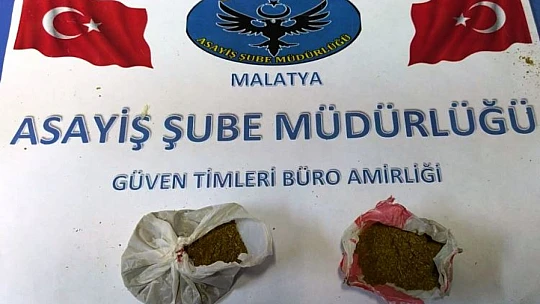 ASAYİŞ ŞUBE MÜDÜRLÜĞÜ
MALATYA
ASAYİŞ ŞUBE MÜDÜRLÜĞÜ
GÜVEN TİMLERİ BÜRO AMİRLİĞİ